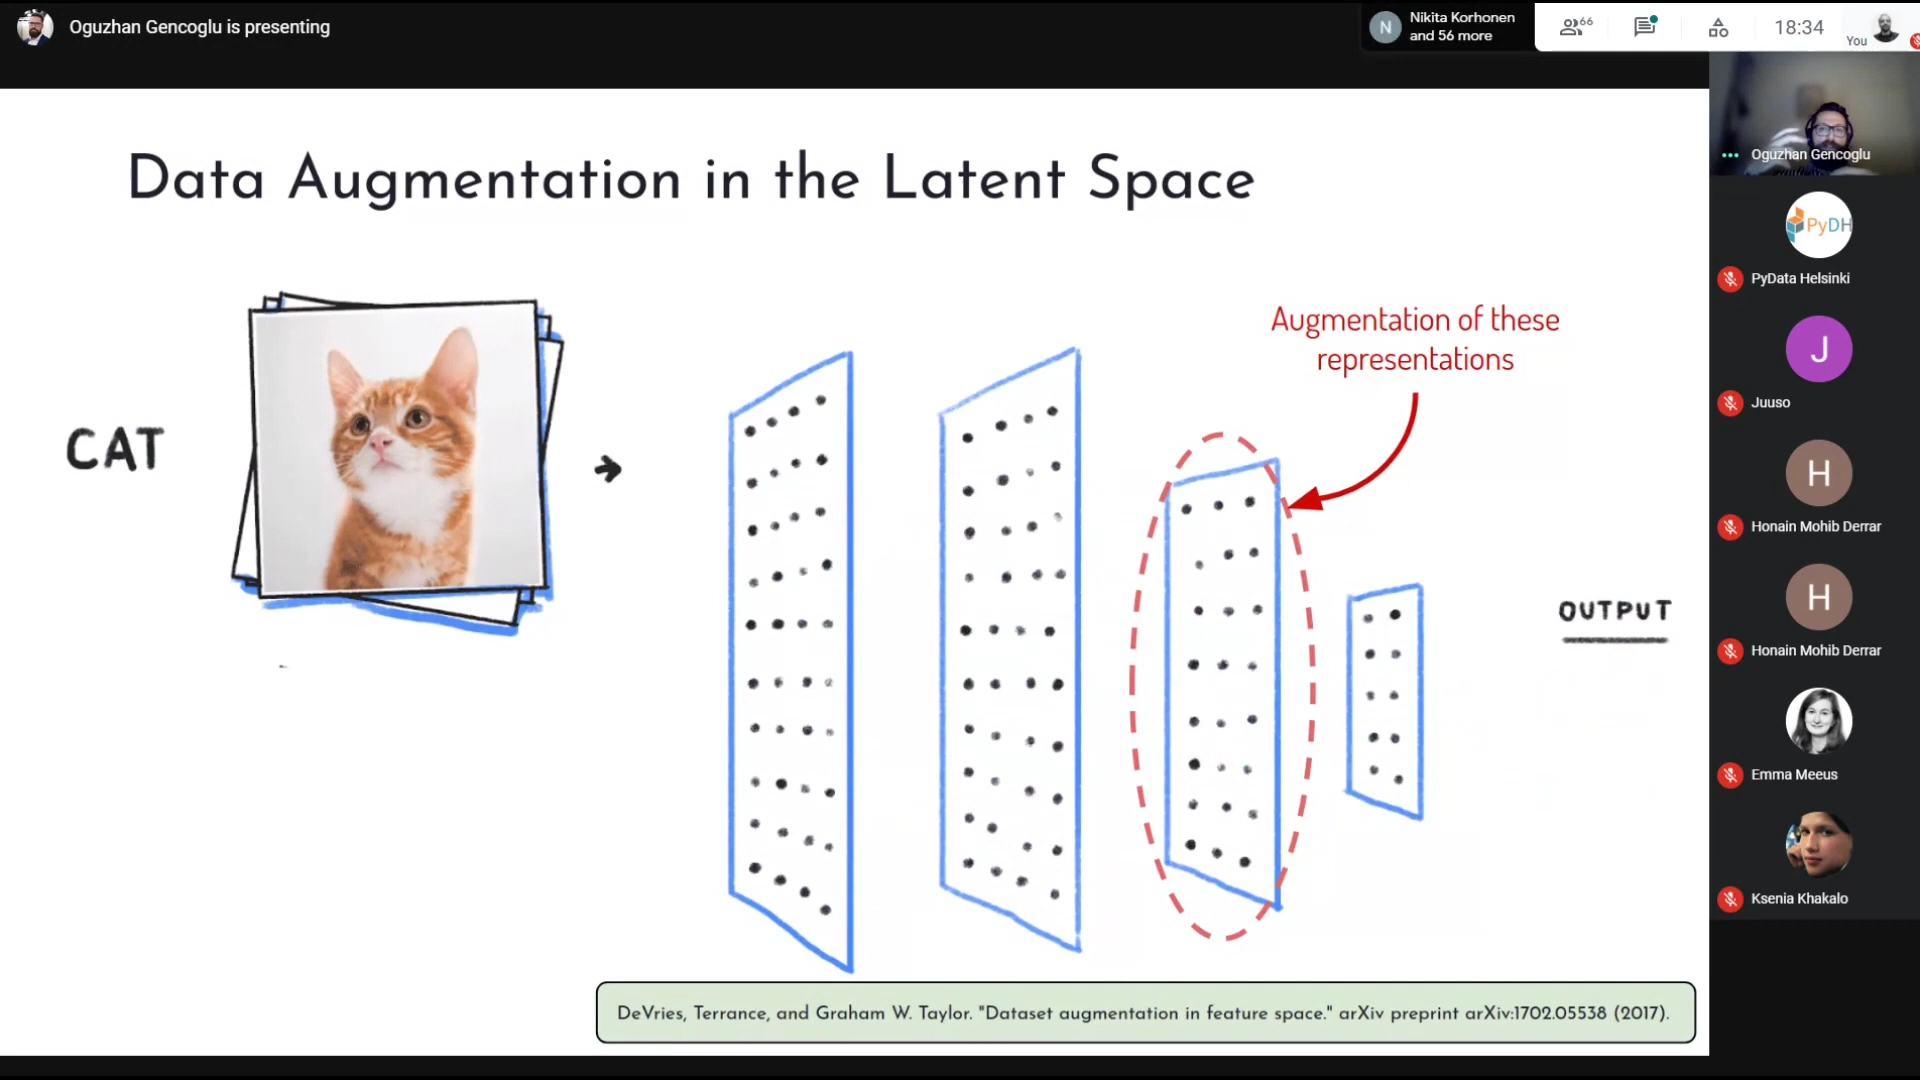 Oguzhan Gencoglu is presenting
N
Nikita Korhonen
and 56 more
66
18:34
You
Data Augmentation in the Latent Space
CAT
Augmentation of these
representations
OUTPUT
DeVries, Terrance, and Graham W. Taylor. "Dataset augmentation in feature space." arXiv preprint arXiv:1702.05538 (2017).
Oguzhan Gencoglu
PyDH
PyData Helsinki
J
Juuso
H
Honain Mohib Derrar
H
Honain Mohib Derrar
Emma Meeus
Ksenia Khakalo